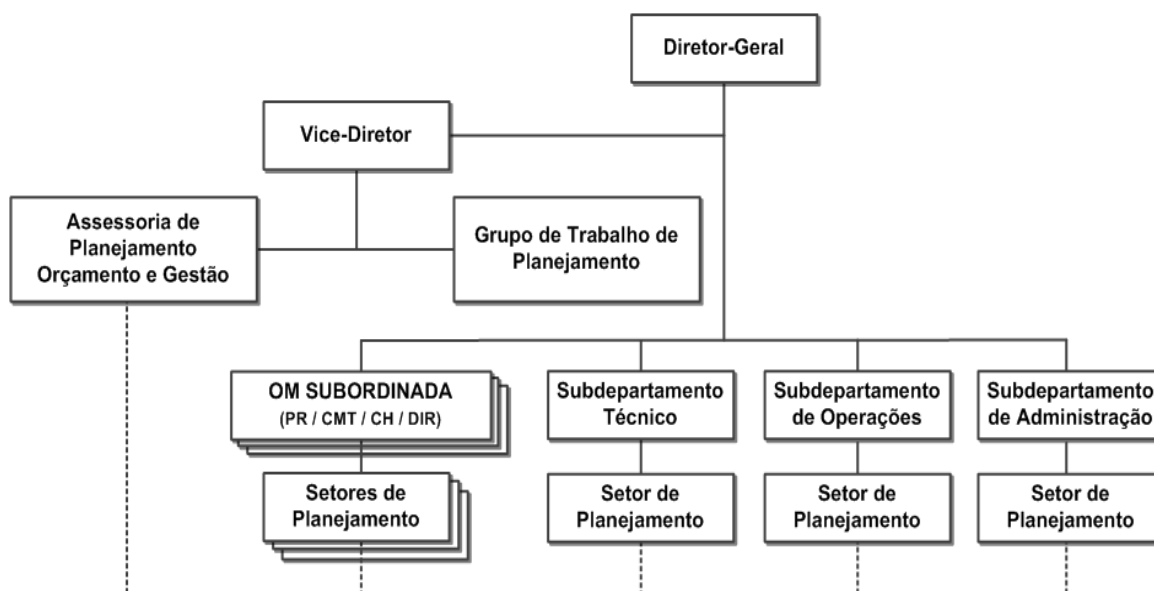 Diretor-Geral
Vice-Diretor
Assessoria de
Planejamento
Orçamento e Gestão
Grupo de Trabalho de
Planejamento
OM SUBORDINADA
(PR / CMT / CH / DIR)
Subdepartamento
Técnico
Subdepartamento
de Operações
Subdepartamento
de Administração
Setores de
Planejamento
Setor de
Planejamento
Setor de
Planejamento
Setor de
Planejamento